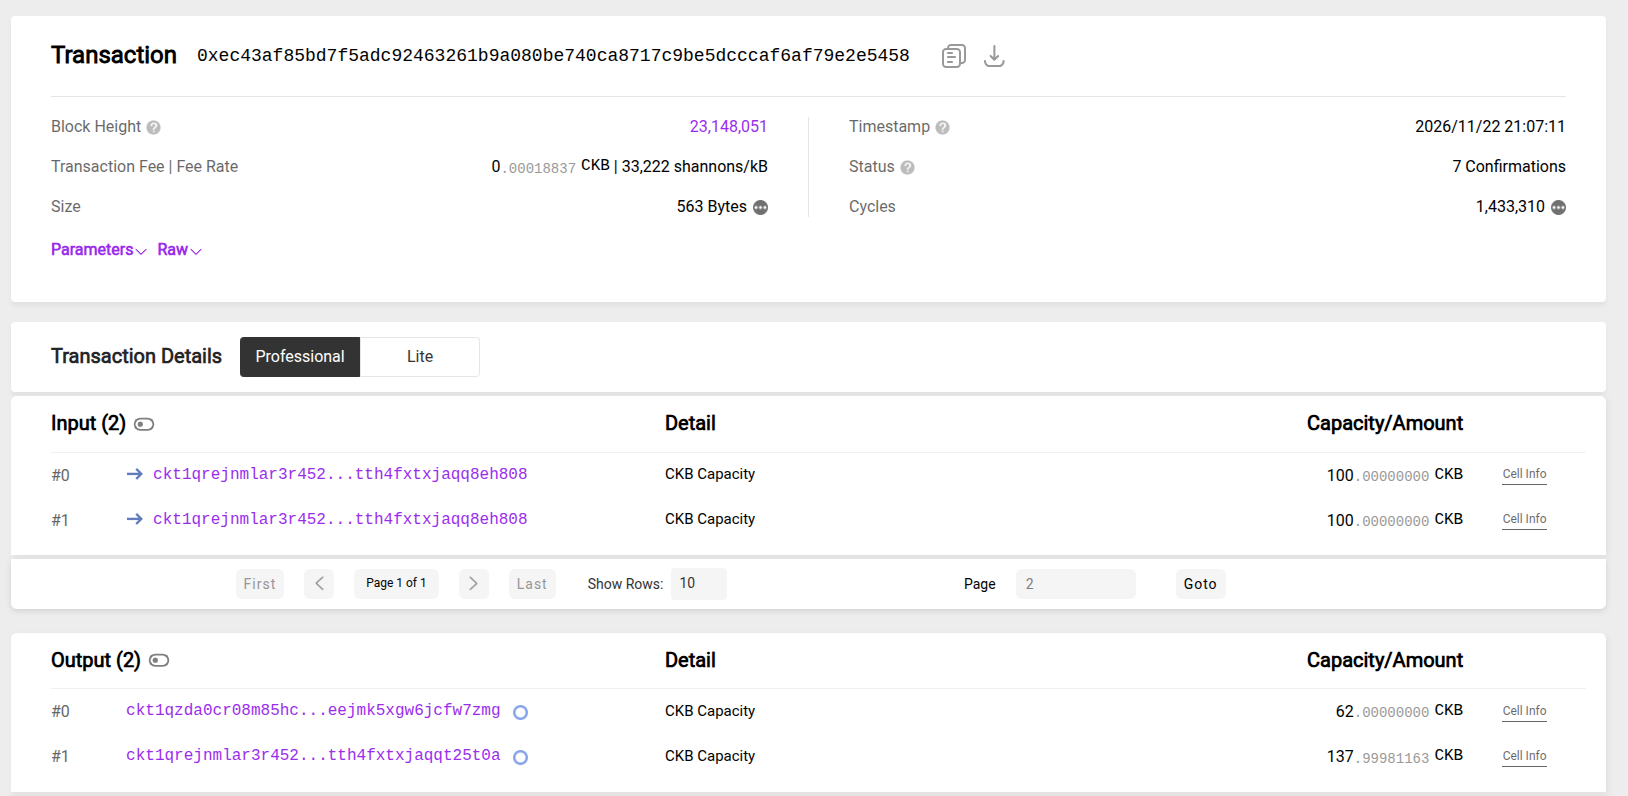 Transaction 0xec43af85bd7f5adc92463261b9a080be740ca8717c9be5dcccaf6af79e2e5458
Block Height 23,148,051
Timestamp 2026/11/22 21:07:11
Transaction Fee | Fee Rate 0.00018837 CKB | 33,222 shannons/kB
Status 7 Confirmations
Size 563 Bytes
Cycles 1,433,310
Parameters Raw
Transaction Details Professional Lite
Input (2) Detail Capacity/Amount
#0 ckt1qrejnmlar3r452...tth4fxtxjaqq8eh808 CKB Capacity 100.00000000 CKB Cell Info
#1 ckt1qrejnmlar3r452...tth4fxtxjaqq8eh808 CKB Capacity 100.00000000 CKB Cell Info
First Page 1 of 1 Last Show Rows: 10 Page 2 Goto
Output (2) Detail Capacity/Amount
#0 ckt1qzda0cr08m85hc...eejmk5xgw6jcfw7zmg CKB Capacity 62.00000000 CKB Cell Info
#1 ckt1qrejnmlar3r452...tth4fxtxjaqqt25t0a CKB Capacity 137.99981163 CKB Cell Info